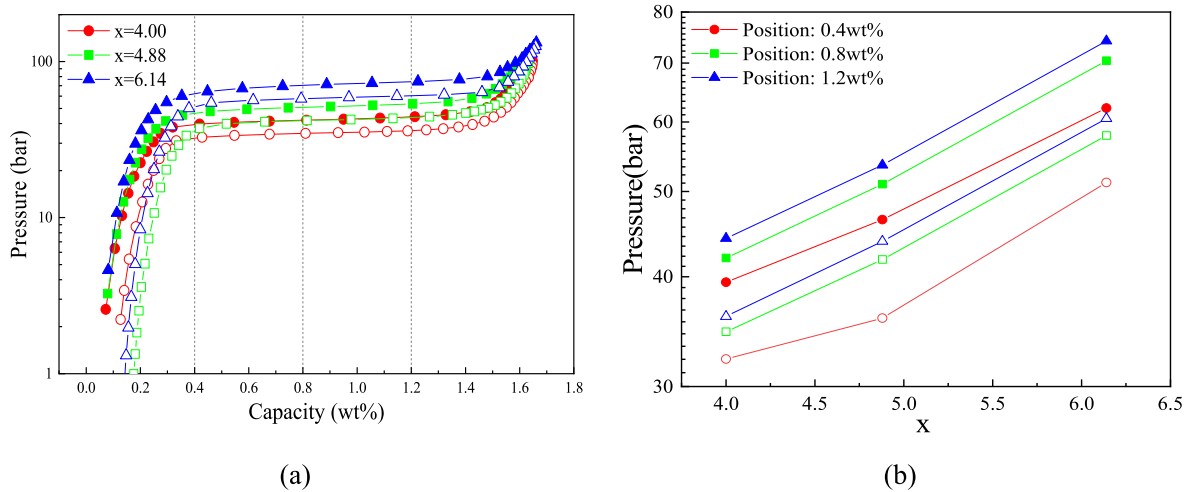 x=4.00
x=4.88
x=6.14
100
10
1
Pressure (bar)
0.0 0.2 0.4 0.6 0.8 1.0 1.2 1.4 1.6 1.8
Capacity (wt%)
(a)
Position: 0.4wt%
Position: 0.8wt%
Position: 1.2wt%
80
70
60
50
40
30
Pressure(bar)
4.0 4.5 5.0 5.5 6.0 6.5
x
(b)